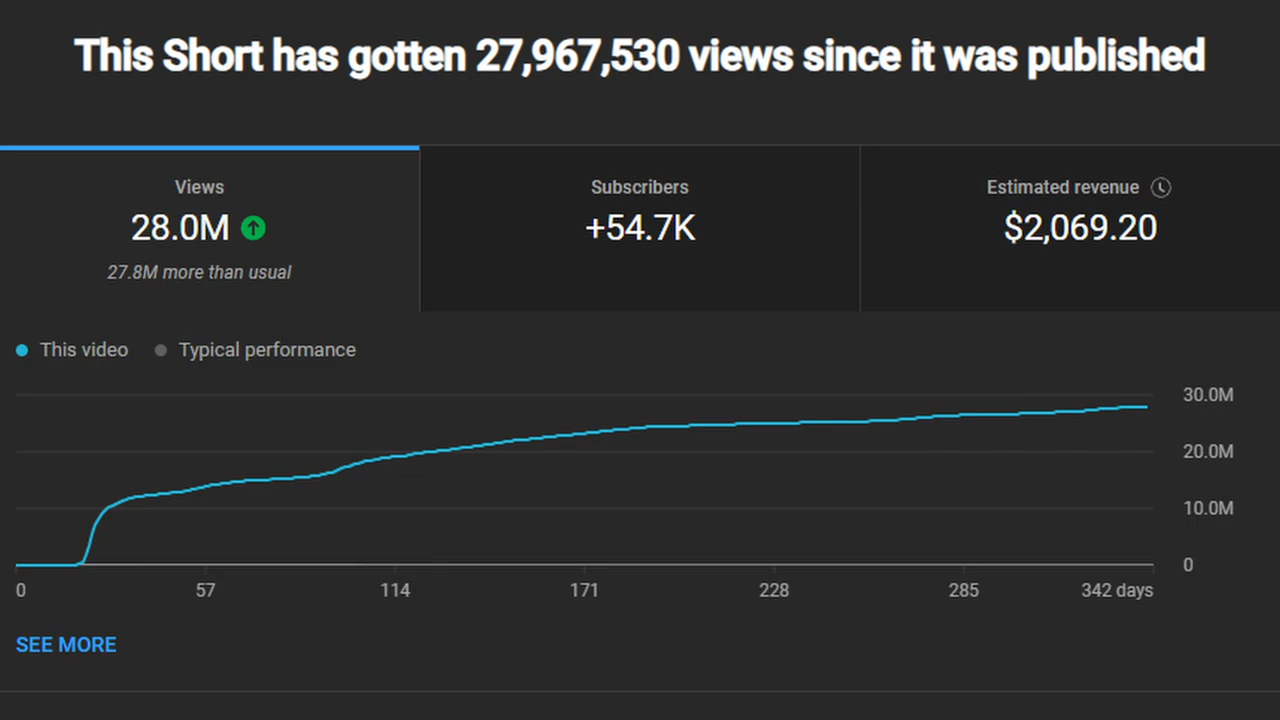 This Short has gotten 27,967,530 views since it was published
Views
28.0M
27.8M more than usual
Subscribers
+54.7K
Estimated revenue
$2,069.20
This video
Typical performance
30.0M
20.0M
10.0M
0
0 57 114 171 228 285 342 days
SEE MORE